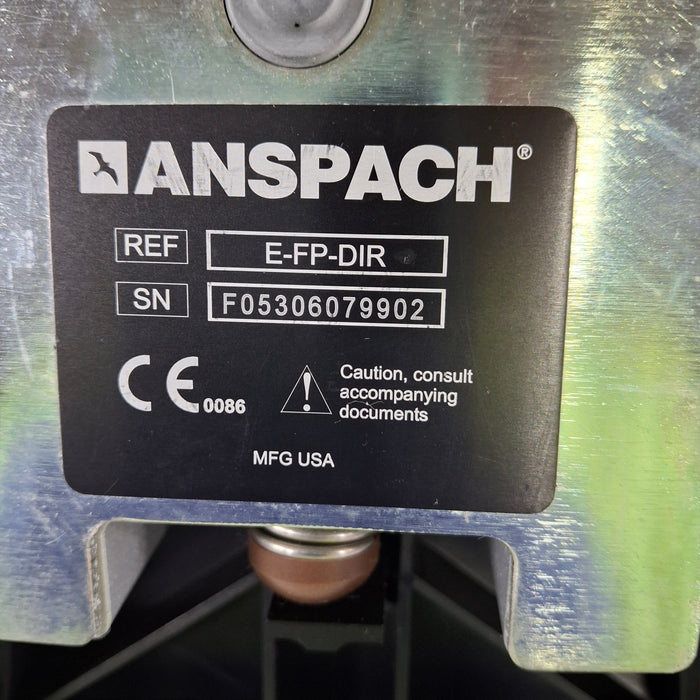 ANSPACH®
REF E-FP-DIR
SN F05306079902
CE 0086
Caution, consult
accompanying
documents
MFG USA